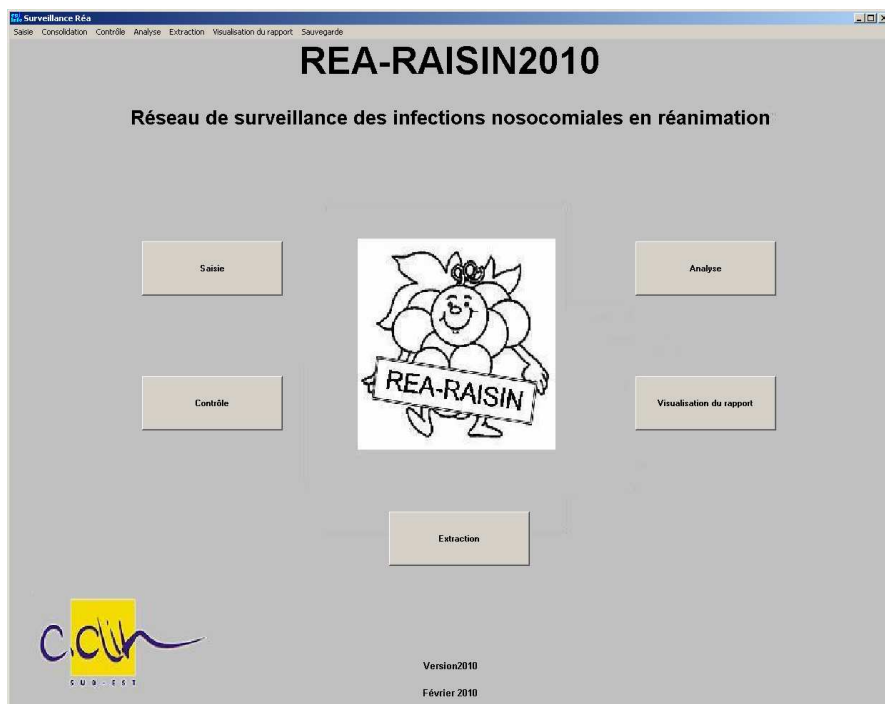 Surveillance Réa
Saisie Consolidation Contrôle Analyse Extraction Visualisation du rapport Sauvegarde
REA-RAISIN2010
Réseau de surveillance des infections nosocomiales en réanimation
Saisie
Analyse
REA-RAISIN
Contrôle
Visualisation du rapport
Extraction
C.Clin
SUD-EST
Version2010
Février 2010